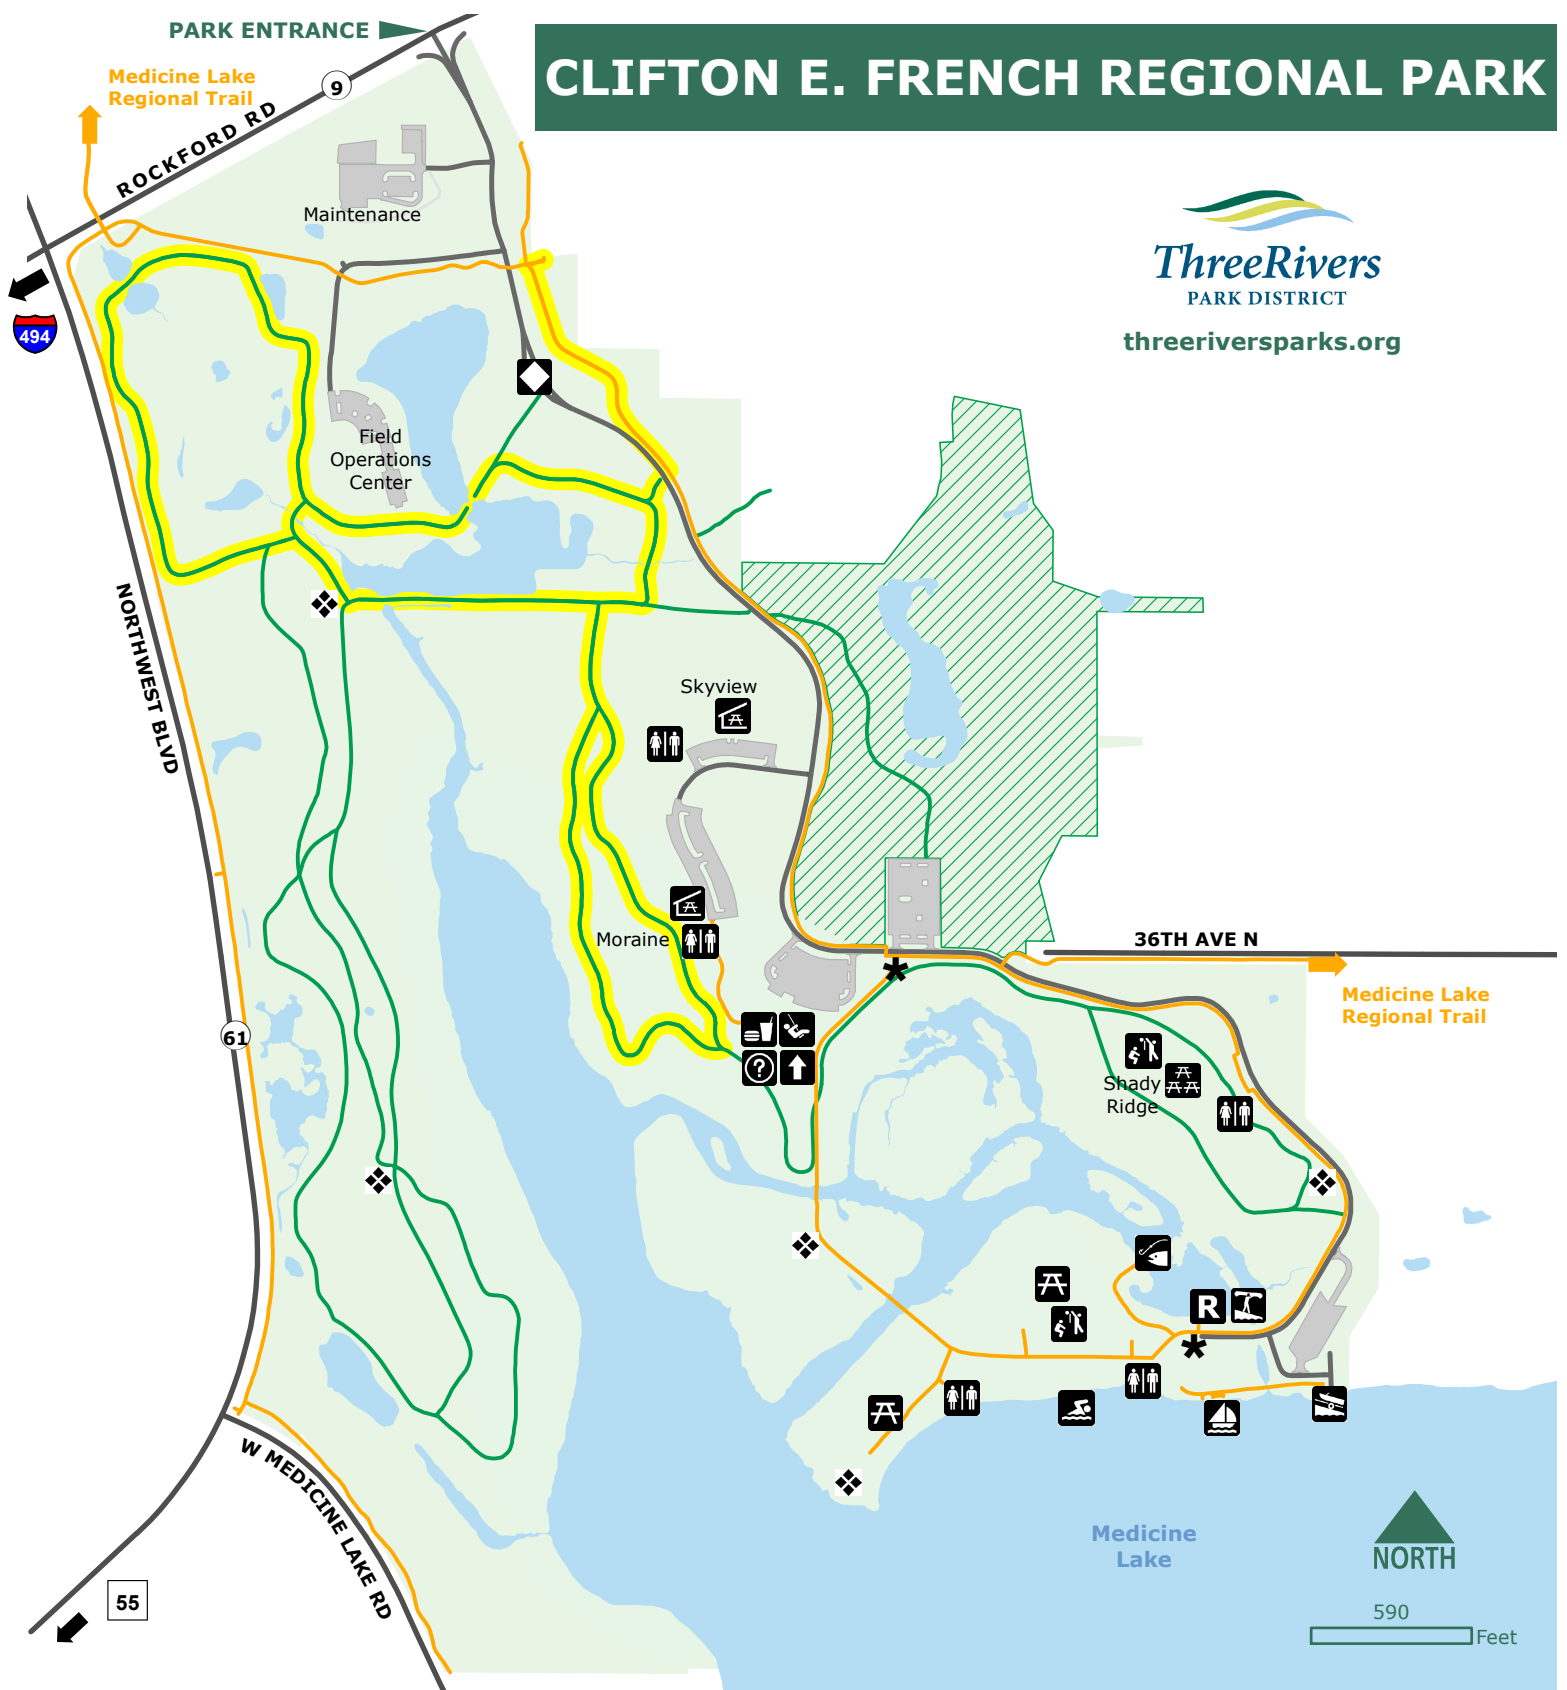 PARK ENTRANCE
CLIFTON E. FRENCH REGIONAL PARK
Medicine Lake
Regional Trail
9
ROCKFORD RD
Maintenance
ThreeRivers
PARK DISTRICT
threeriversparks.org
494
Field
Operations
Center
NORTHWEST BLVD
Skyview
Moraine
36TH AVE N
Medicine Lake
Regional Trail
61
?
Shady
Ridge
R
W MEDICINE LAKE RD
Medicine
Lake
NORTH
55
590
Feet